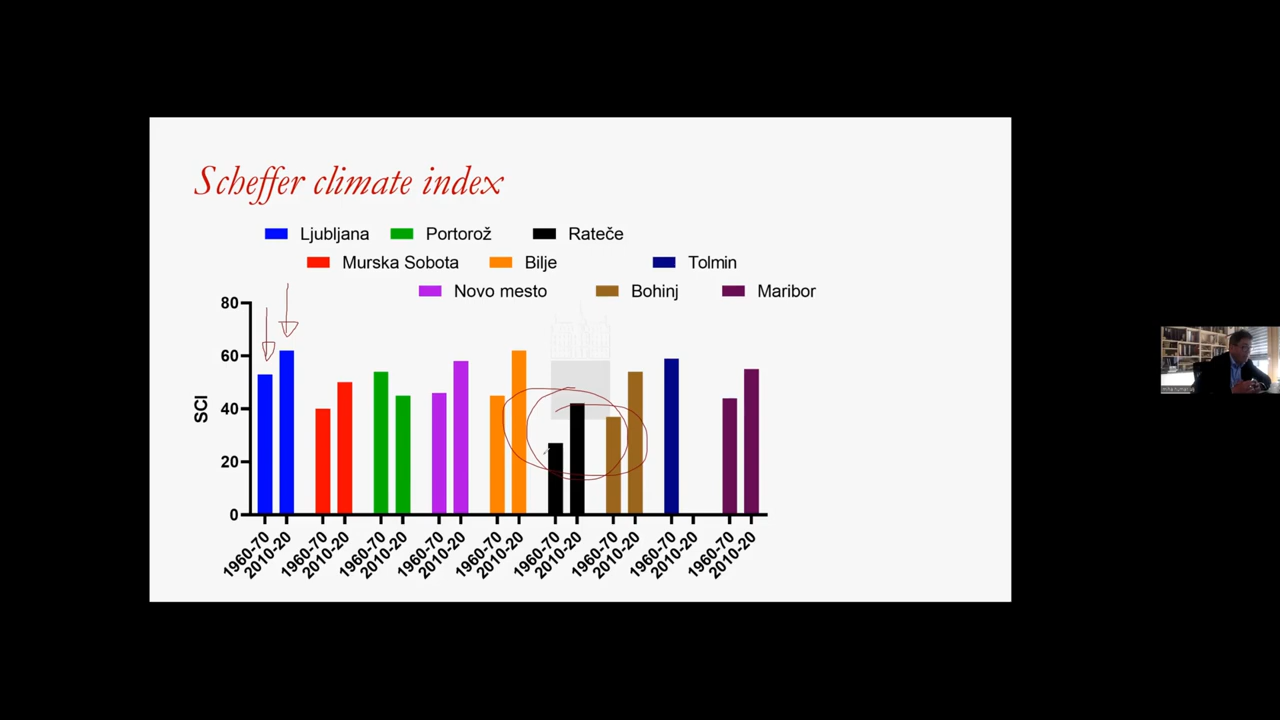 Scheffer climate index
Ljubljana Portorož Rateče
Murska Sobota Bilje Tolmin
Novo mesto Bohinj Maribor
80
60
40
20
0
SCI
1960-70 2010-20 1960-70 2010-20 1960-70 2010-20 1960-70 2010-20 1960-70 2010-20 1960-70 2010-20 1960-70 2010-20 1960-70 2010-20 1960-70 2010-20